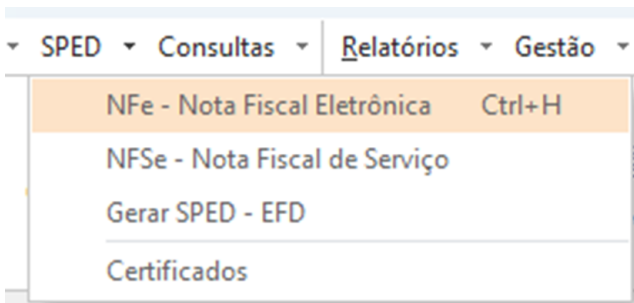 SPED Consultas Relatórios Gestão
NFe - Nota Fiscal Eletrônica Ctrl+H
NFSe - Nota Fiscal de Serviço
Gerar SPED - EFD
Certificados